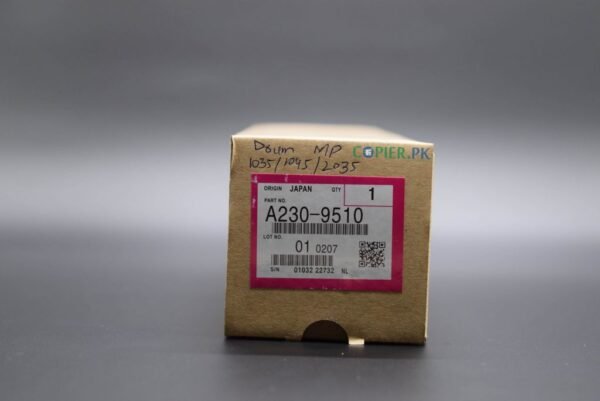 Drum MP
COPIER.PK
1035/1045/2035
ORIGIN JAPAN QTY 1
PART NO.
A230-9510
LOT NO.
01 0207
S/N 01032 22732 NL